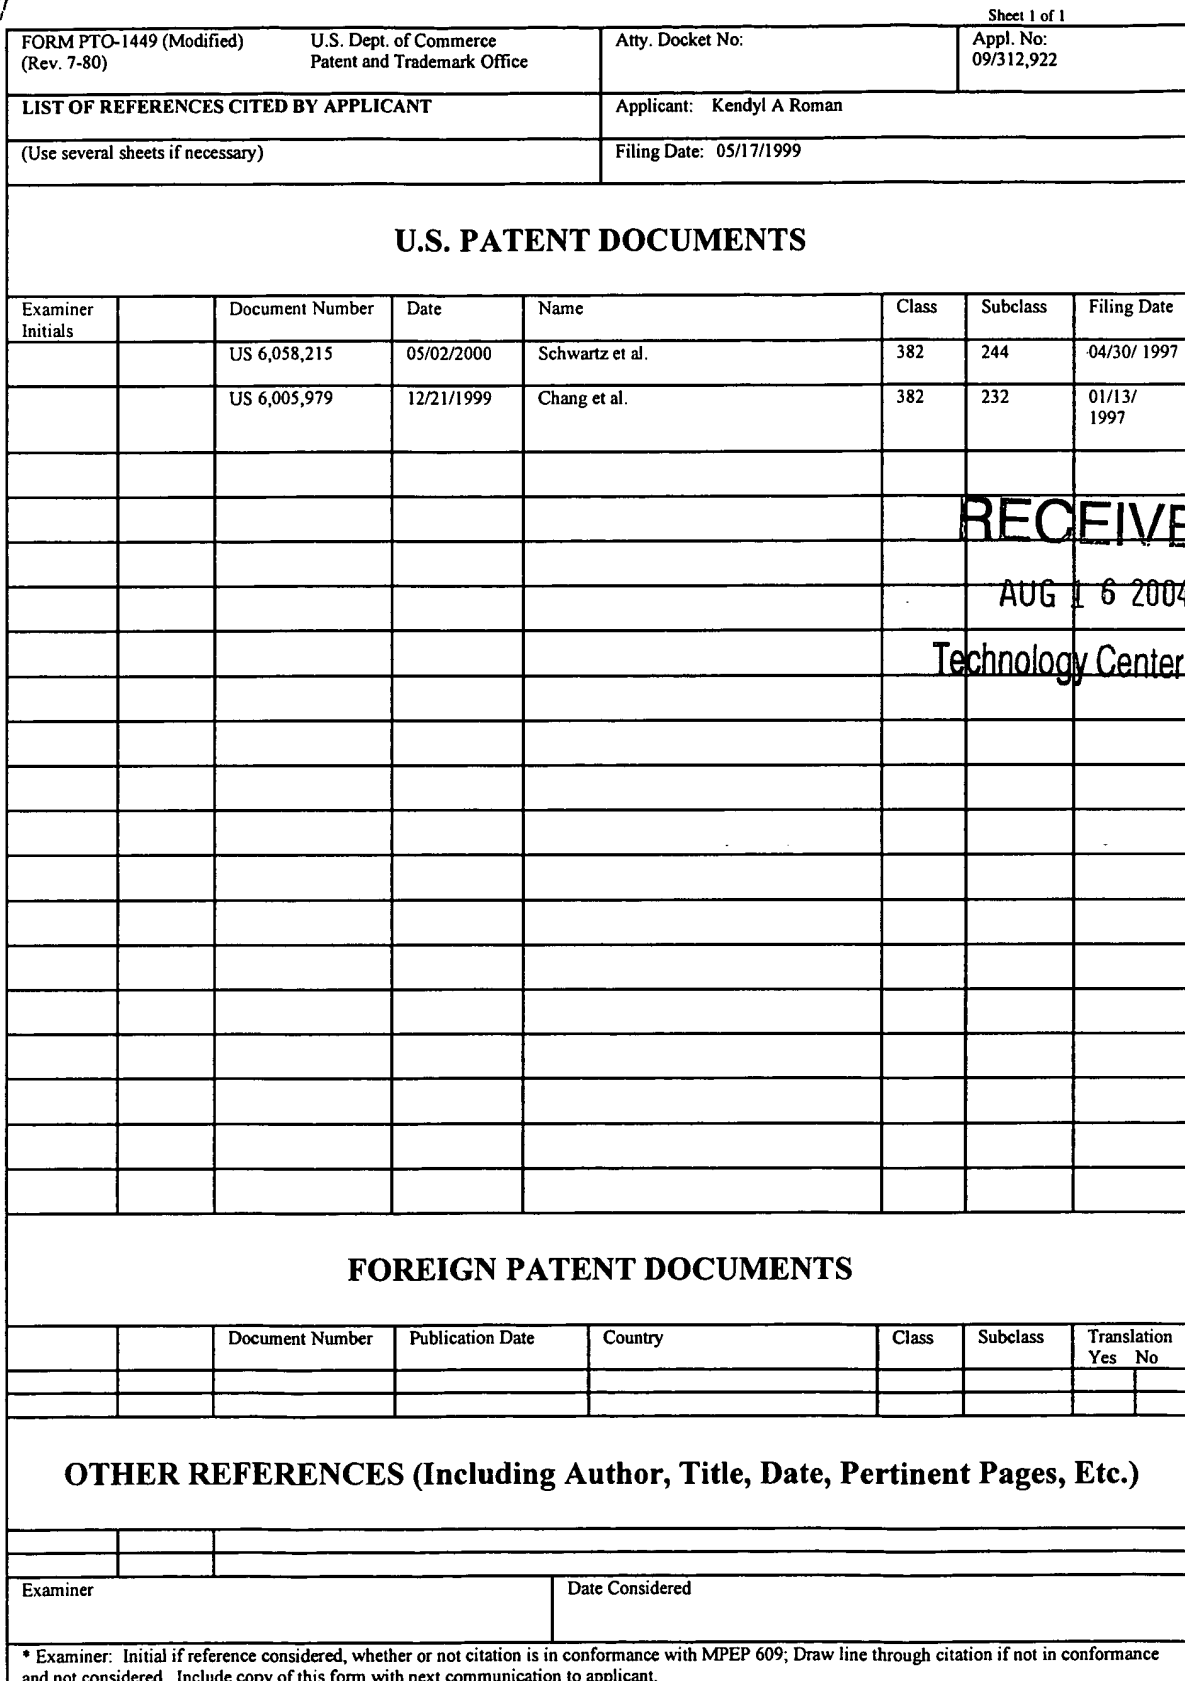 Sheet 1 of 1
FORM PTO-1449 (Modified) U.S. Dept. of Commerce Atty. Docket No: Appl. No:
(Rev. 7-80) Patent and Trademark Office 09/312,922
LIST OF REFERENCES CITED BY APPLICANT Applicant: Kendyl A Roman
(Use several sheets if necessary) Filing Date: 05/17/1999
U.S. PATENT DOCUMENTS
Examiner Document Number Date Name Class Subclass Filing Date
Initials
US 6,058,215 05/02/2000 Schwartz et al. 382 244 04/30/ 1997
US 6,005,979 12/21/1999 Chang et al. 382 232 01/13/
1997
RECEIVE
AUG 16 2004
Technology Center
FOREIGN PATENT DOCUMENTS
Document Number Publication Date Country Class Subclass Translation
Yes No
OTHER REFERENCES (Including Author, Title, Date, Pertinent Pages, Etc.)
Examiner Date Considered
* Examiner: Initial if reference considered, whether or not citation is in conformance with MPEP 609; Draw line through citation if not in conformance
and not considered. Include copy of this form with next communication to applicant.